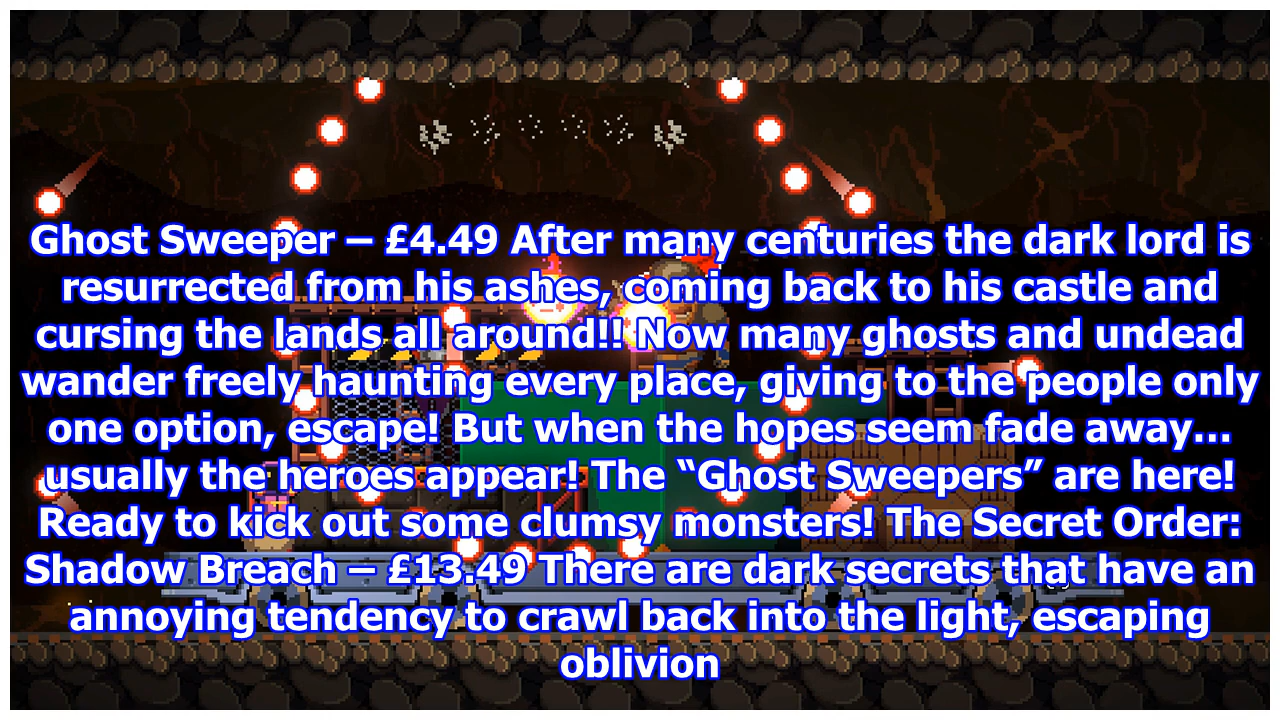 Ghost Sweeper – £4.49 After many centuries the dark lord is
resurrected from his ashes, coming back to his castle and
cursing the lands all around!! Now many ghosts and undead
wander freely haunting every place, giving to the people only
one option, escape! But when the hopes seem fade away…
usually the heroes appear! The “Ghost Sweepers” are here!
Ready to kick out some clumsy monsters! The Secret Order:
Shadow Breach – £13.49 There are dark secrets that have an
annoying tendency to crawl back into the light, escaping
oblivion